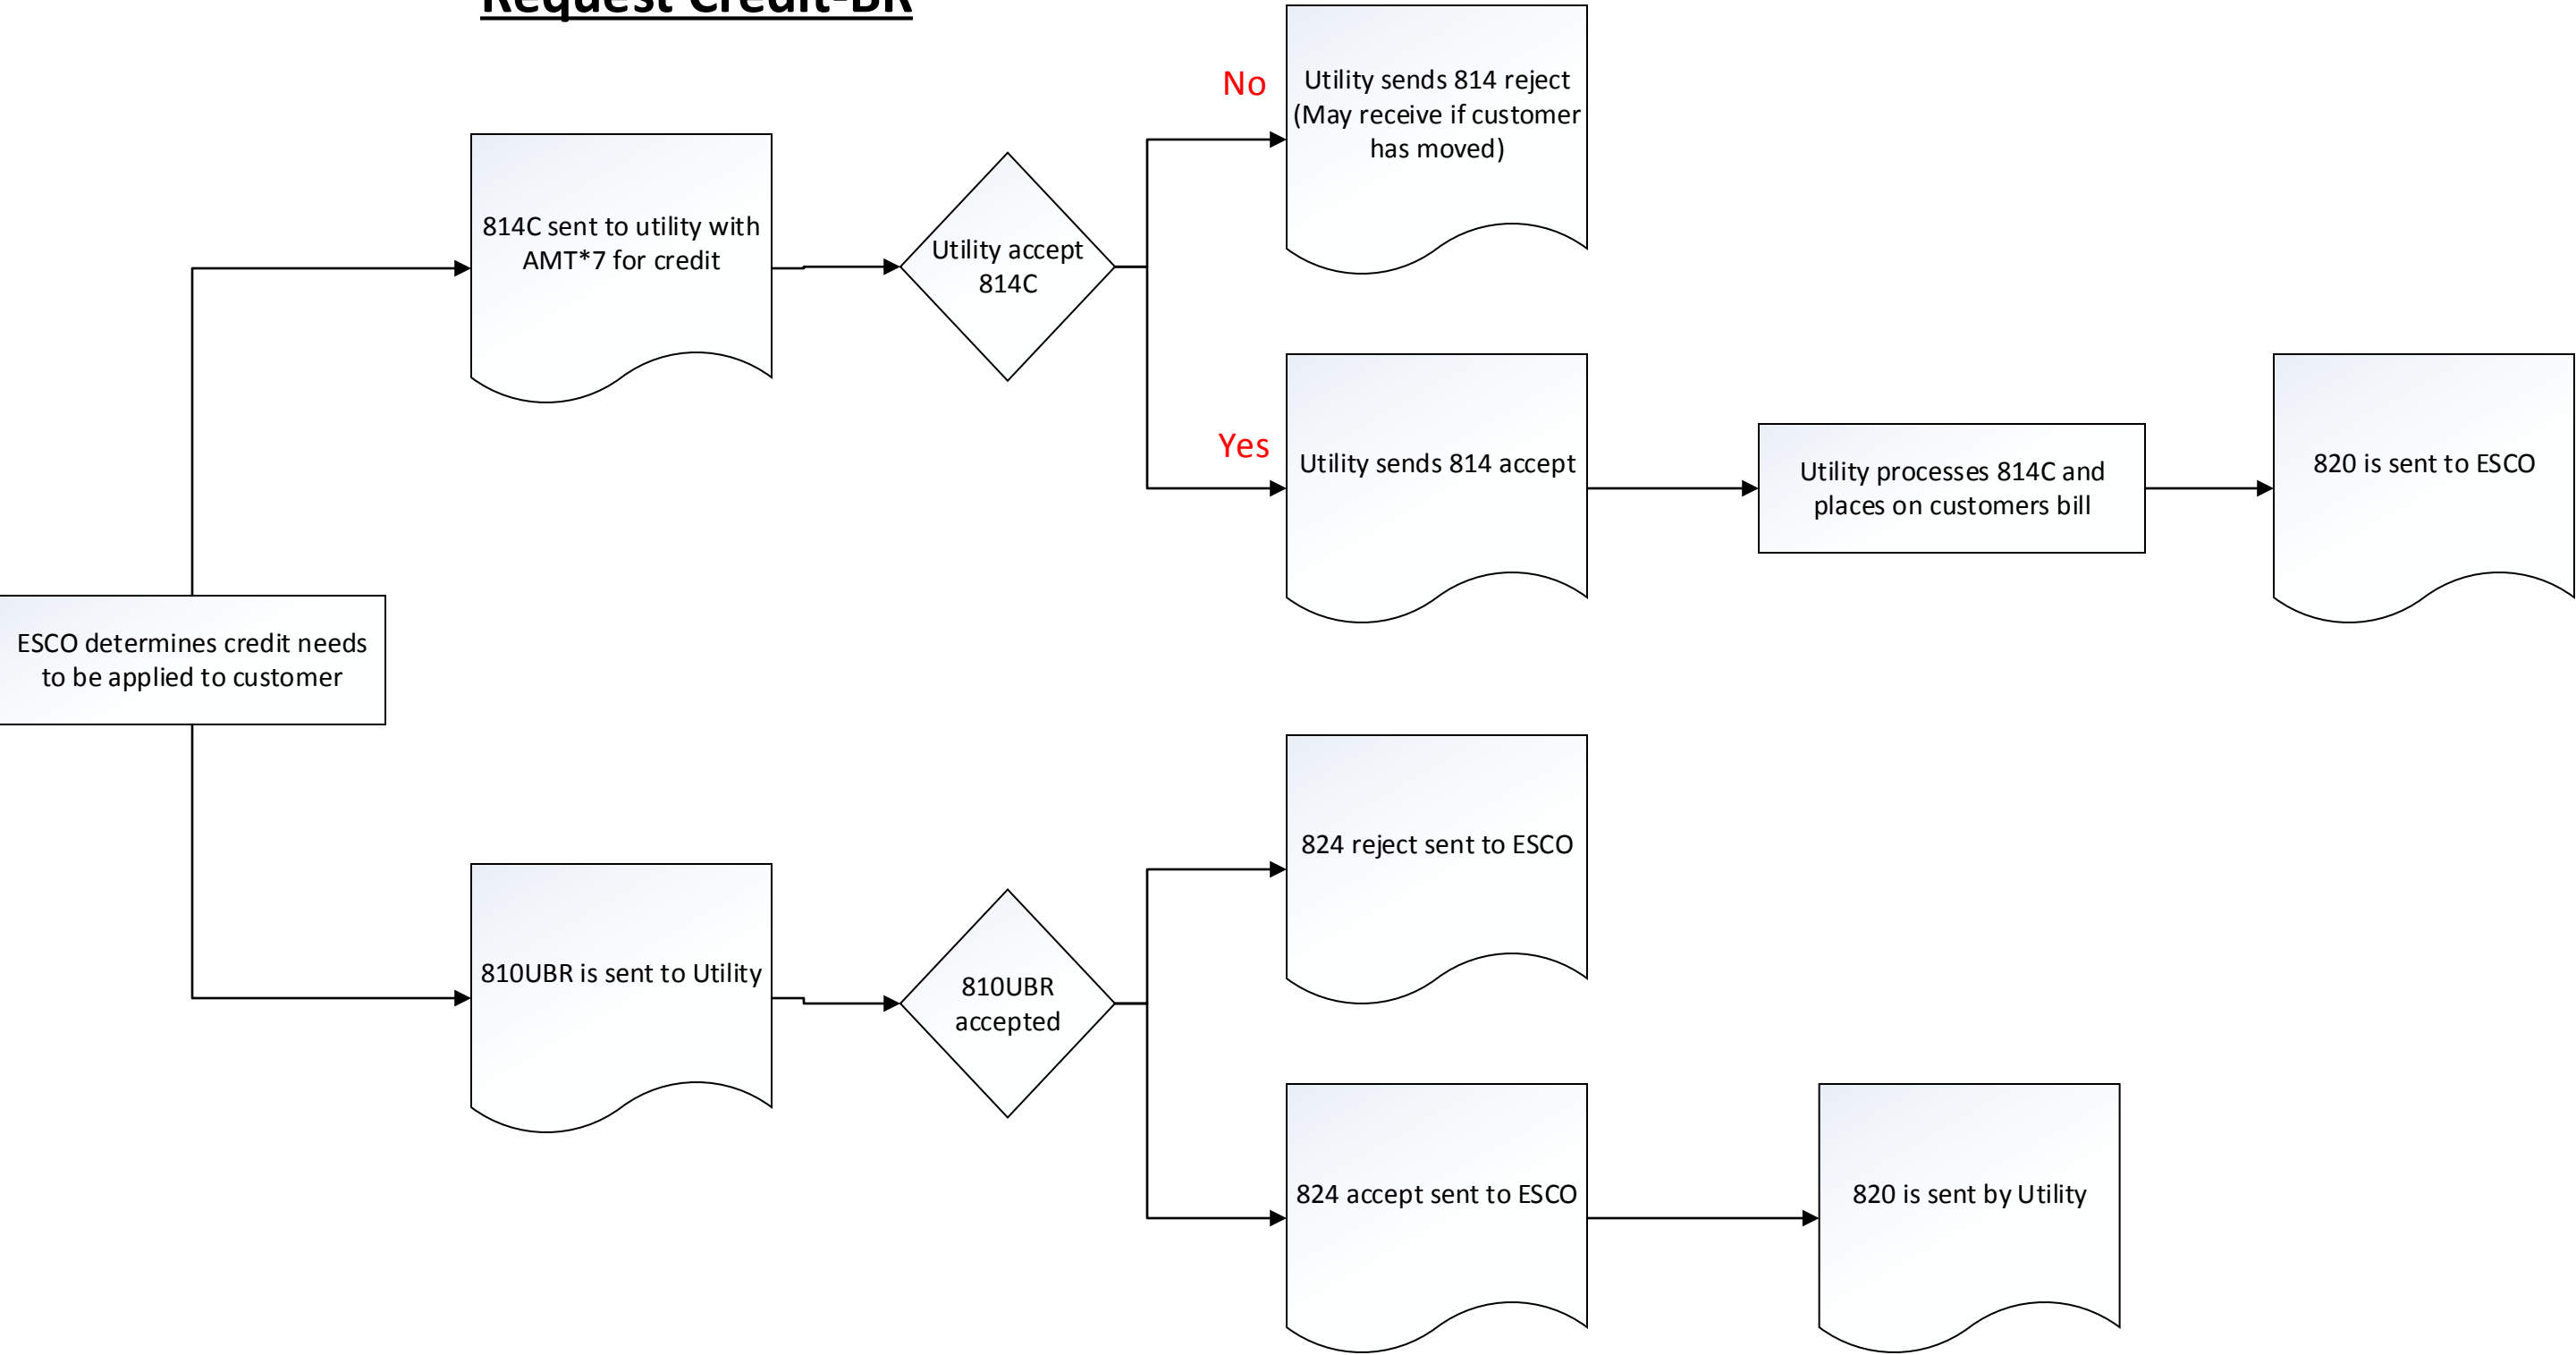 Request Credit-BR
No
Utility sends 814 reject
(May receive if customer
has moved)
814C sent to utility with
AMT*7 for credit
Utility accept
814C
Yes
Utility sends 814 accept
Utility processes 814C and
places on customers bill
820 is sent to ESCO
ESCO determines credit needs
to be applied to customer
824 reject sent to ESCO
810UBR is sent to Utility
810UBR
accepted
824 accept sent to ESCO
820 is sent by Utility